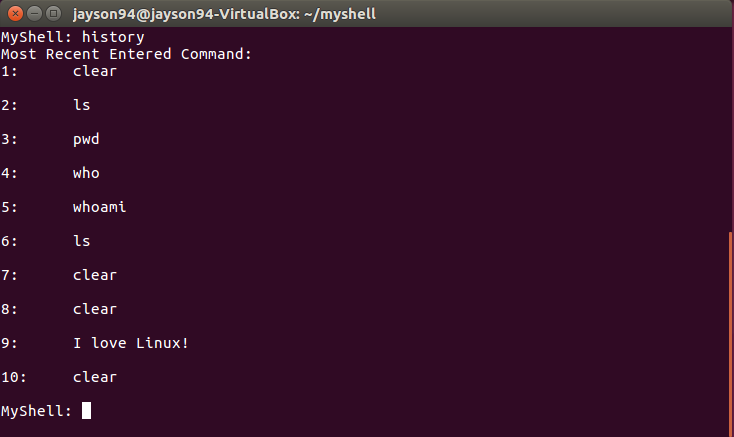 jayson94@jayson94-VirtualBox: ~/myshell
MyShell: history
Most Recent Entered Command:
1: clear
2: ls
3: pwd
4: who
5: whoami
6: ls
7: clear
8: clear
9: I love Linux!
10: clear
MyShell: